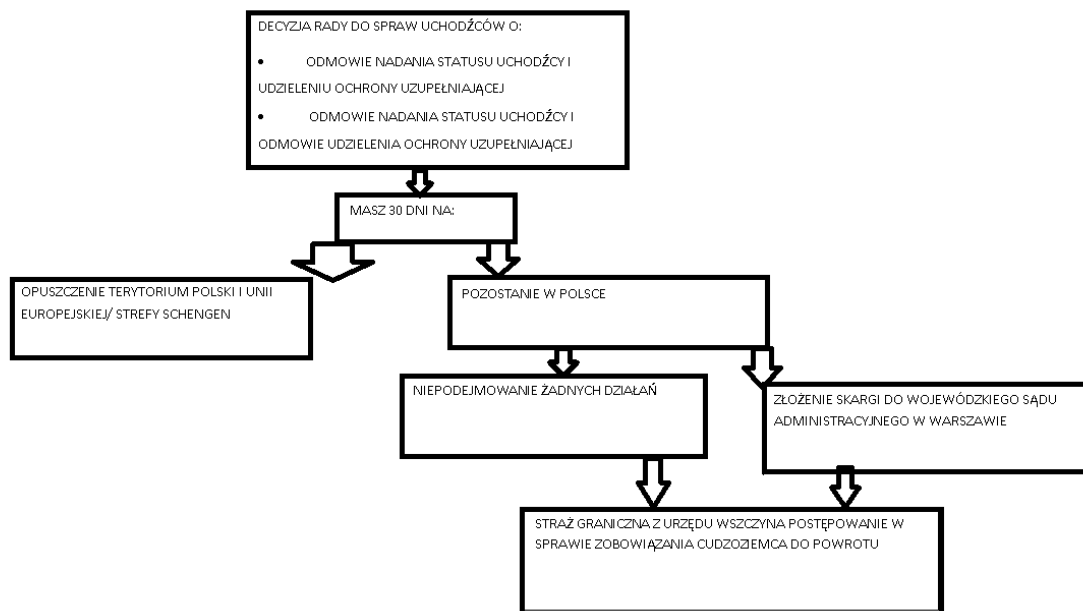 DECYZJA RADY DO SPRAW UCHODŹCÓW O:
• ODMOWIE NADANIA STATUSU UCHODŹCY I
UDZIELENIU OCHRONY UZUPEŁNIAJĄCEJ
• ODMOWIE NADANIA STATUSU UCHODŹCY I
ODMOWIE UDZIELENIA OCHRONY UZUPEŁNIAJĄCEJ
MASZ 30 DNI NA:
OPUSZCZENIE TERYTORIUM POLSKI I UNII
EUROPEJSKIEJ/ STREFY SCHENGEN
POZOSTANIE W POLSCE
NIEPODEJMOWANIE ŻADNYCH DZIAŁAŃ
ZŁOŻENIE SKARGI DO WOJEWÓDZKIEGO SĄDU
ADMINISTRACYJNEGO W WARSZAWIE
STRAŻ GRANICZNA Z URZĘDU WSZCZYNA POSTĘPOWANIE W
SPRAWIE ZOBOWIĄZANIA CUDZOZIEMCA DO POWROTU